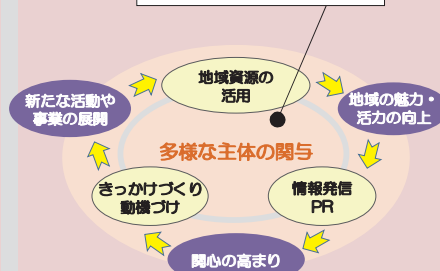 地域資源の
活用
新たな活動や
事業の展開
地域の魅力・
活力の向上
多様な主体の関与
きっかけづくり
動機づけ
情報発信
PR
関心の高まり